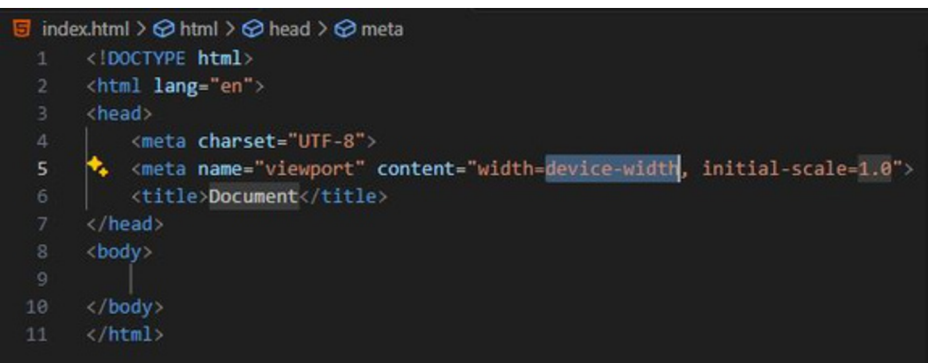 index.html > html > head > meta
1 <!DOCTYPE html>
2 <html lang="en">
3 <head>
4 <meta charset="UTF-8">
5 <meta name="viewport" content="width=device-width, initial-scale=1.0">
6 <title>Document</title>
7 </head>
8 <body>
9
10 </body>
11 </html>